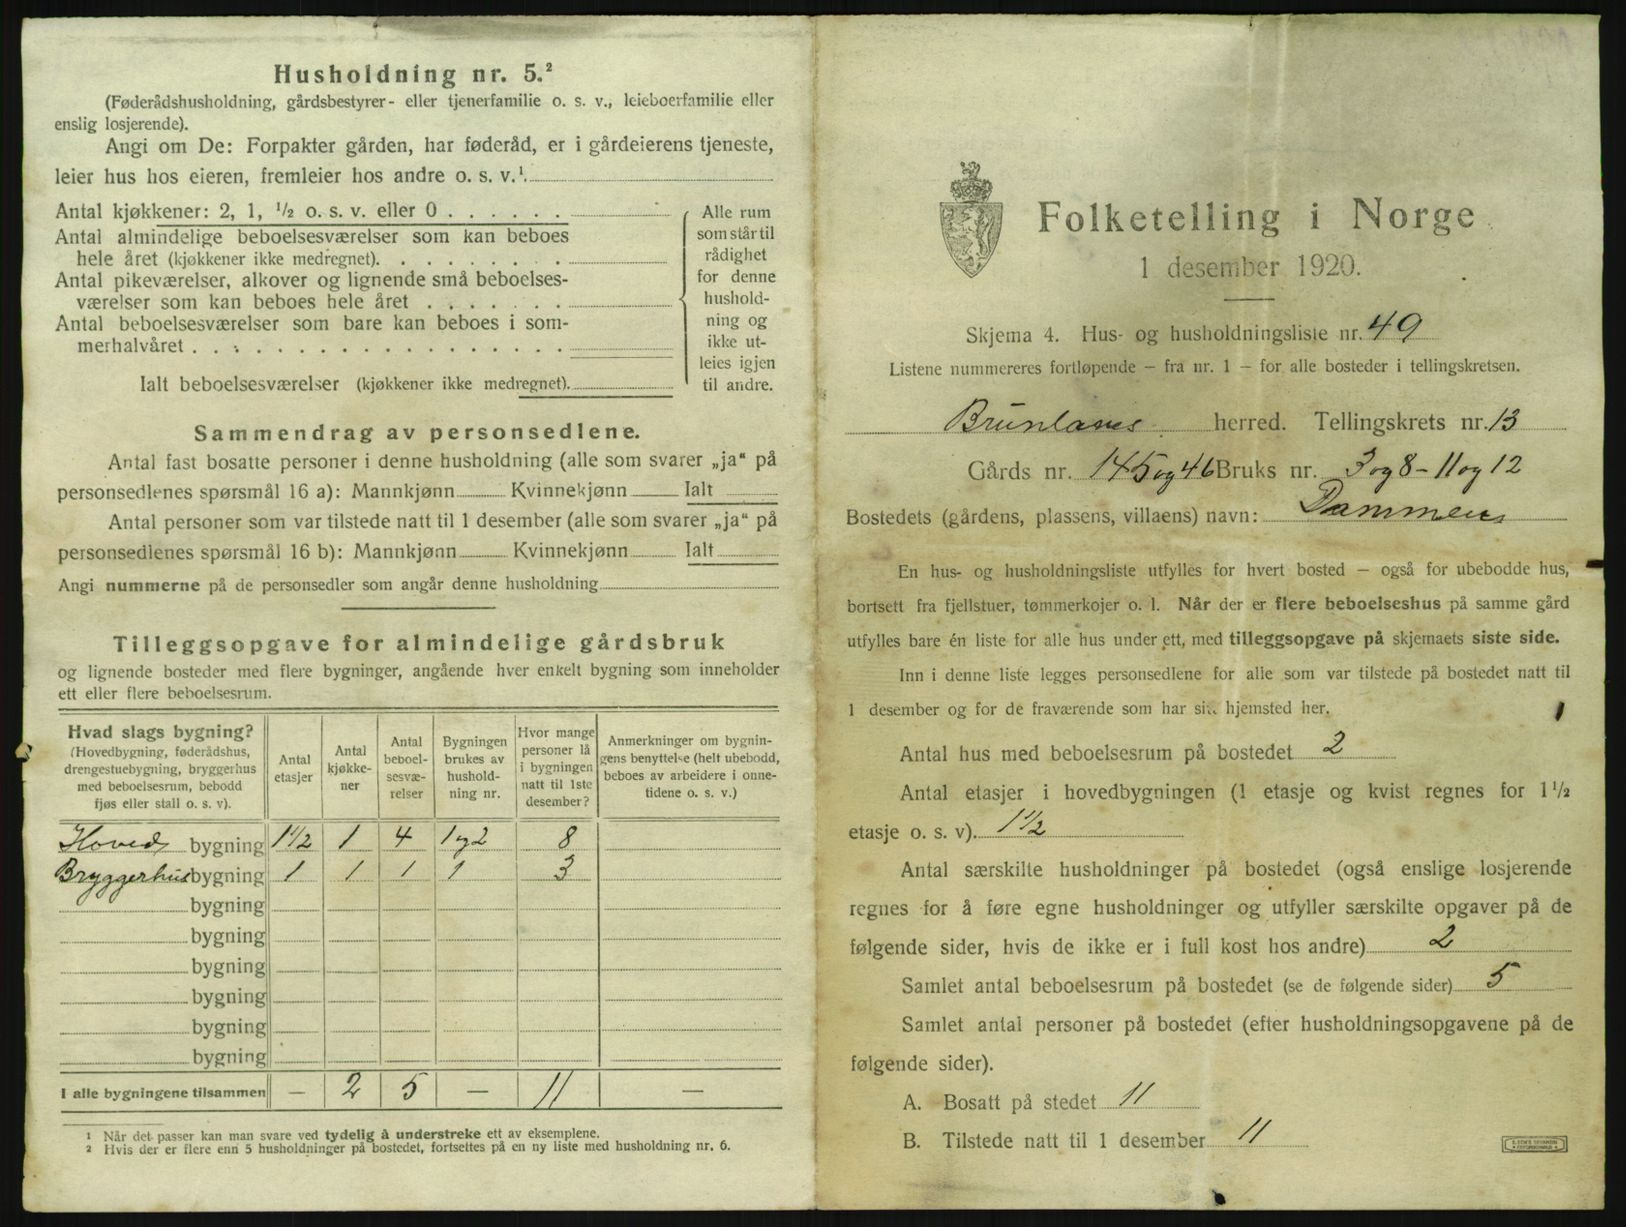 Husholdning nr. 5.²
(Føderådshusholdning, gårdsbestyrer- eller tjenerfamilie o. s. v., leieboerfamilie eller
enslig losjerende).
Angi om De: Forpakter gården, har føderåd, er i gårdeierens tjeneste,
leier hus hos eieren, fremleier hos andre o. s. v.¹.
Antal kjøkkener: 2, 1, ½ o. s. v. eller 0 . . . . . .
Antal almindelige beboelsesværelser som kan beboes
hele året (kjøkkener ikke medregnet). . . . . . . . .
Antal pikeværelser, alkover og lignende små beboelses-
værelser som kan beboes hele året . . . . . . .
Antal beboelsesværelser som bare kan beboes i som-
merhalvåret . . . . . . . . . . . . . . . . . .
Ialt beboelsesværelser (kjøkkener ikke medregnet).
Alle rum
som står til
rådighet
for denne
hushold-
ning og
ikke ut-
leies igjen
til andre.
Sammendrag av personsedlene.
Antal fast bosatte personer i denne husholdning (alle som svarer „ja“ på
personsedlenes spørsmål 16 a): Mannkjønn Kvinnekjønn Ialt
Antal personer som var tilstede natt til 1 desember (alle som svarer „ja“ på
personsedlenes spørsmål 16 b): Mannkjønn Kvinnekjønn Ialt
Angi nummerne på de personsedler som angår denne husholdning
Tilleggsopgave for almindelige gårdsbruk
og lignende bosteder med flere bygninger, angående hver enkelt bygning som inneholder
ett eller flere beboelsesrum.
Hvad slags bygning?
(Hovedbygning, føderådshus,
drengestuebygning, bryggerhus
med beboelsesrum, bebodd
fjøs eller stall o. s. v).
Antal
etasjer
Antal
kjøkke-
ner
Antal
beboel-
sesvæ-
relser
Bygningen
brukes av
hushold-
ning nr.
Hvor mange
personer lå
i bygningen
natt til 1ste
desember?
Anmerkninger om bygnin-
gens benyttelse (helt ubebodd,
beboes av arbeidere i onne-
tidene o. s. v.)
Hoveds bygning 1½ 1 4 1og2 8
Bryggerhus bygning 1 1 1 1 3
bygning
bygning
bygning
bygning
bygning
bygning
I alle bygningene tilsammen — 2 5 — 11 —
¹ Når det passer kan man svare ved tydelig å understreke ett av eksemplene.
² Hvis der er flere enn 5 husholdninger på bostedet, fortsettes på en ny liste med husholdning nr. 6.
Folketelling i Norge
1 desember 1920.
Skjema 4. Hus- og husholdningsliste nr. 49
Listene nummereres fortløpende — fra nr. 1 — for alle bosteder i tellingskretsen.
Brunlanes herred. Tellingskrets nr. 13
Gårds nr. 145 og 46 Bruks nr. 3 og 8 - 11 og 12
Bostedets (gårdens, plassens, villaens) navn: Dammen
En hus- og husholdningsliste utfylles for hvert bosted — også for ubebodde hus,
bortsett fra fjellstuer, tømmerkojer o. l. Når der er flere beboelseshus på samme gård
utfylles bare én liste for alle hus under ett, med tilleggsopgave på skjemaets siste side.
Inn i denne liste legges personsedlene for alle som var tilstede på bostedet natt til
1 desember og for de fraværende som har sitt hjemsted her.
Antal hus med beboelsesrum på bostedet 2
Antal etasjer i hovedbygningen (1 etasje og kvist regnes for 1½
etasje o. s. v). 1½
Antal særskilte husholdninger på bostedet (også enslige losjerende
regnes for å føre egne husholdninger og utfyller særskilte opgaver på de
følgende sider, hvis de ikke er i full kost hos andre) 2
Samlet antal beboelsesrum på bostedet (se de følgende sider) 5
Samlet antal personer på bostedet (efter husholdningsopgavene på de
følgende sider).
A. Bosatt på stedet 11
B. Tilstede natt til 1 desember 11